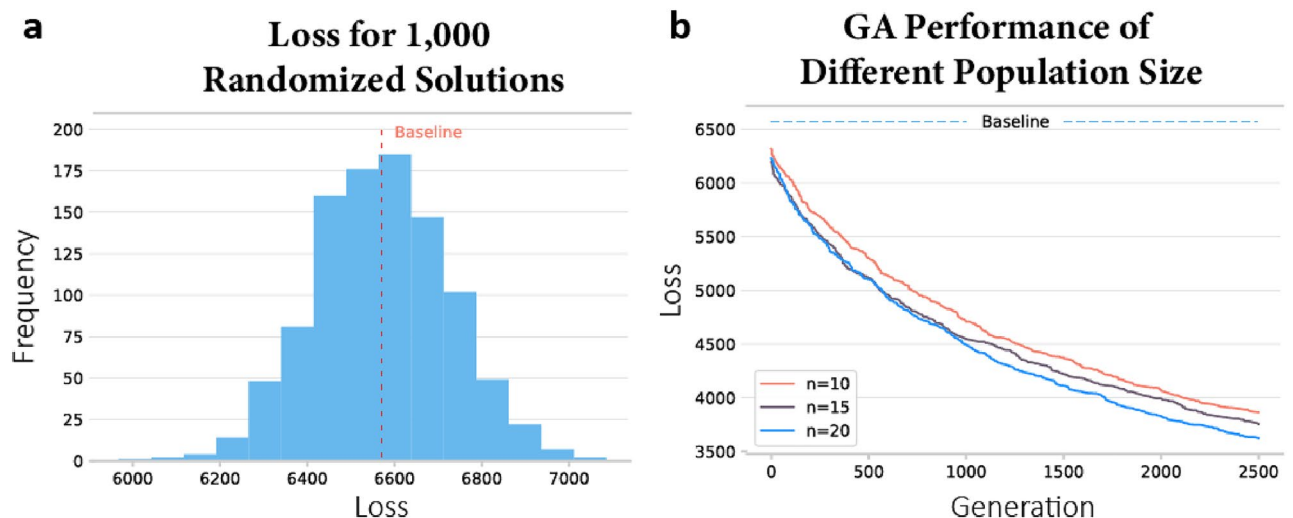 a
Loss for 1,000
Randomized Solutions
Baseline
200
175
150
125
100
75
50
25
0
Frequency
6000 6200 6400 6600 6800 7000
Loss
b
GA Performance of
Different Population Size
Baseline
6500
6000
5500
5000
4500
4000
3500
Loss
n=10
n=15
n=20
0 500 1000 1500 2000 2500
Generation